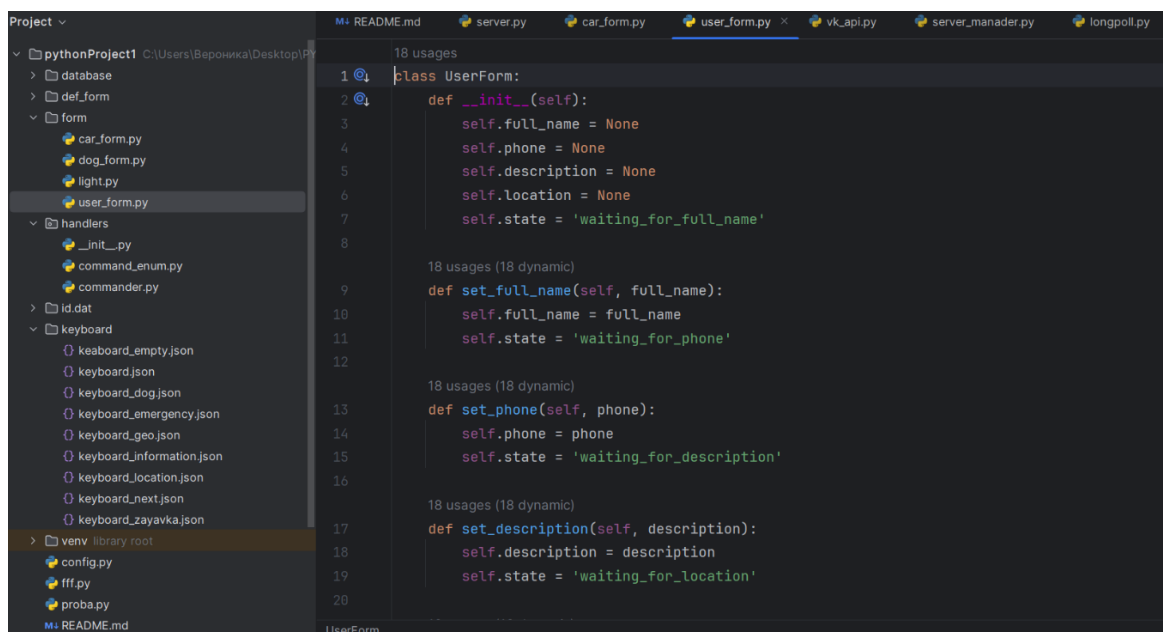 Project
README.md server.py car_form.py user_form.py vk_api.py server_manader.py longpoll.py
pythonProject1 C:\Users\Вероника\Desktop\PY
database
def_form
form
car_form.py
dog_form.py
light.py
user_form.py
handlers
__init__.py
command_enum.py
commander.py
id.dat
keyboard
keaboard_empty.json
keyboard.json
keyboard_dog.json
keyboard_emergency.json
keyboard_geo.json
keyboard_information.json
keyboard_location.json
keyboard_next.json
keyboard_zayavka.json
venv library root
config.py
fff.py
proba.py
README.md
18 usages
1 class UserForm:
2 def __init__(self):
3 self.full_name = None
4 self.phone = None
5 self.description = None
6 self.location = None
7 self.state = 'waiting_for_full_name'
8
18 usages (18 dynamic)
9 def set_full_name(self, full_name):
10 self.full_name = full_name
11 self.state = 'waiting_for_phone'
12
18 usages (18 dynamic)
13 def set_phone(self, phone):
14 self.phone = phone
15 self.state = 'waiting_for_description'
16
18 usages (18 dynamic)
17 def set_description(self, description):
18 self.description = description
19 self.state = 'waiting_for_location'
20
UserForm